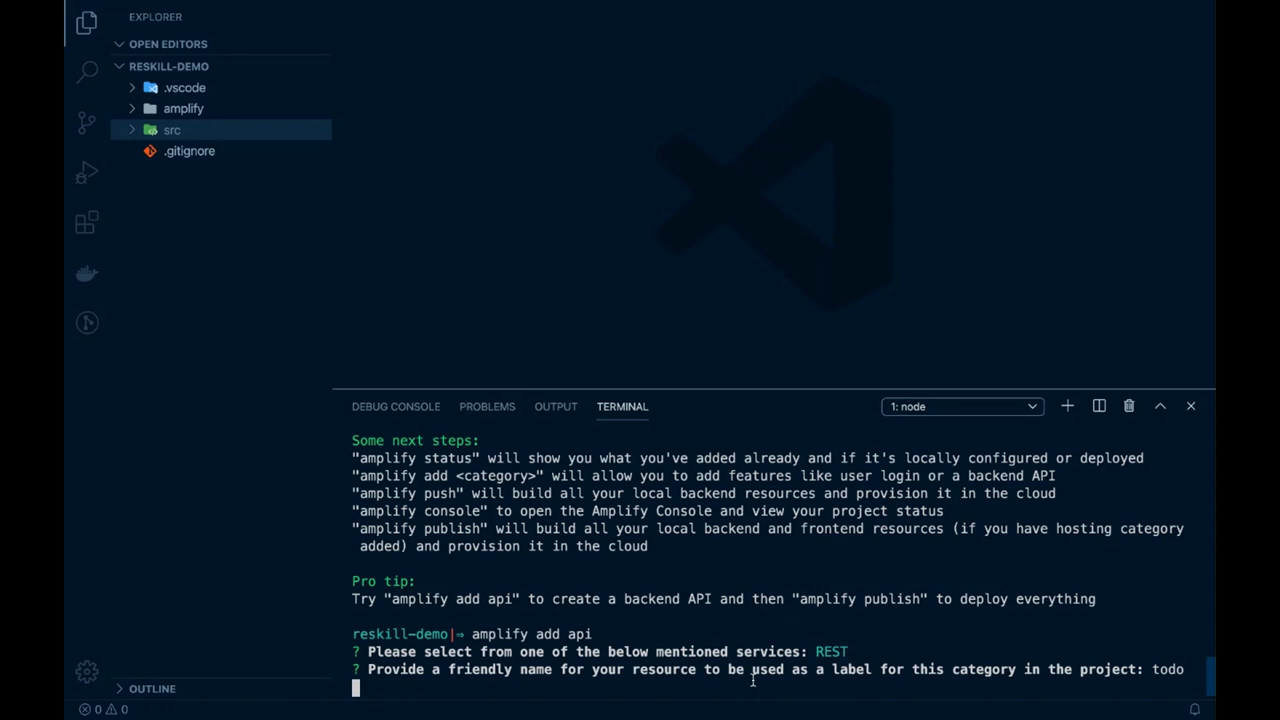 EXPLORER
OPEN EDITORS
RESKILL-DEMO
.vscode
amplify
src
.gitignore
DEBUG CONSOLE PROBLEMS OUTPUT TERMINAL 1: node
Some next steps:
"amplify status" will show you what you've added already and if it's locally configured or deployed
"amplify add <category>" will allow you to add features like user login or a backend API
"amplify push" will build all your local backend resources and provision it in the cloud
"amplify console" to open the Amplify Console and view your project status
"amplify publish" will build all your local backend and frontend resources (if you have hosting category
added) and provision it in the cloud
Pro tip:
Try "amplify add api" to create a backend API and then "amplify publish" to deploy everything
reskill-demo|⇒ amplify add api
? Please select from one of the below mentioned services: REST
? Provide a friendly name for your resource to be used as a label for this category in the project: todo
OUTLINE
0 0